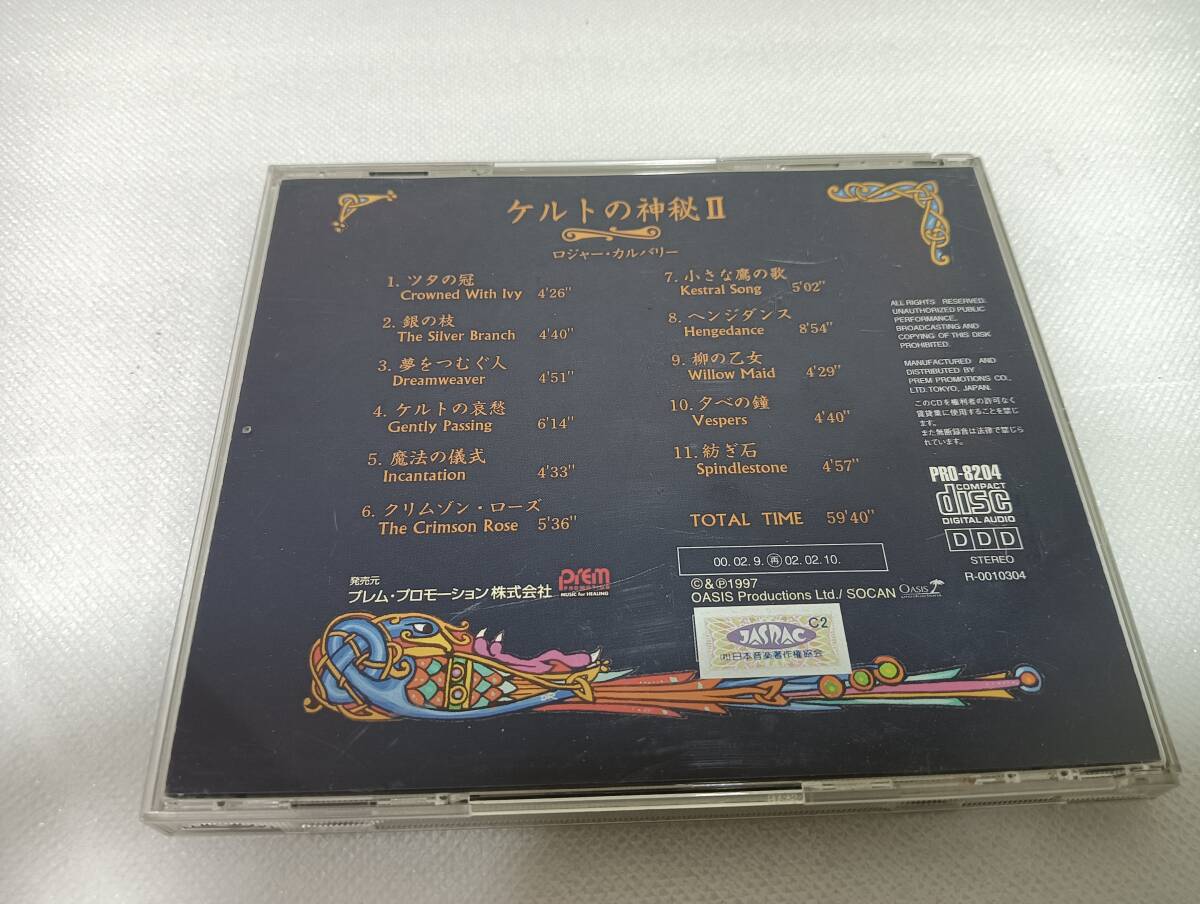 ケルトの神秘Ⅱ
ロジャー・カルバリー
1. ツタの冠
Crowned With Ivy 4'26"
2. 銀の枝
The Silver Branch 4'40"
3. 夢をつむぐ人
Dreamweaver 4'51"
4. ケルトの哀愁
Gently Passing 6'14"
5. 魔法の儀式
Incantation 4'33"
6. クリムゾン・ローズ
The Crimson Rose 5'36"
7. 小さな鷹の歌
Kestral Song 5'02"
8. ヘンジダンス
Hengedance 8'54"
9. 柳の乙女
Willow Maid 4'29"
10. 夕べの鐘
Vespers 4'40"
11. 紡ぎ石
Spindlestone 4'57"
TOTAL TIME 59'40"
ALL RIGHTS RESERVED.
UNAUTHORIZED PUBLIC
PERFORMANCE,
BROADCASTING AND
COPYING OF THIS DISK
PROHIBITED.
MANUFACTURED AND
DISTRIBUTED BY
PREM PROMOTIONS CO.,
LTD. TOKYO, JAPAN.
このCDを権利者の許可なく
賃貸業に使用することを禁じ
ます。
また無断録音は法律で禁じら
れています。
PRO-8204
COMPACT
disc
DIGITAL AUDIO
D D D
STEREO
R-0010304
00. 02. 9. 再 02. 02. 10.
©&℗1997
OASIS Productions Ltd./ SOCAN
OASIS
発売元
プレム・プロモーション株式会社
PREM
PROMOTION
MUSIC for HEALING
C2
JASRAC
(社)日本音楽著作権協会